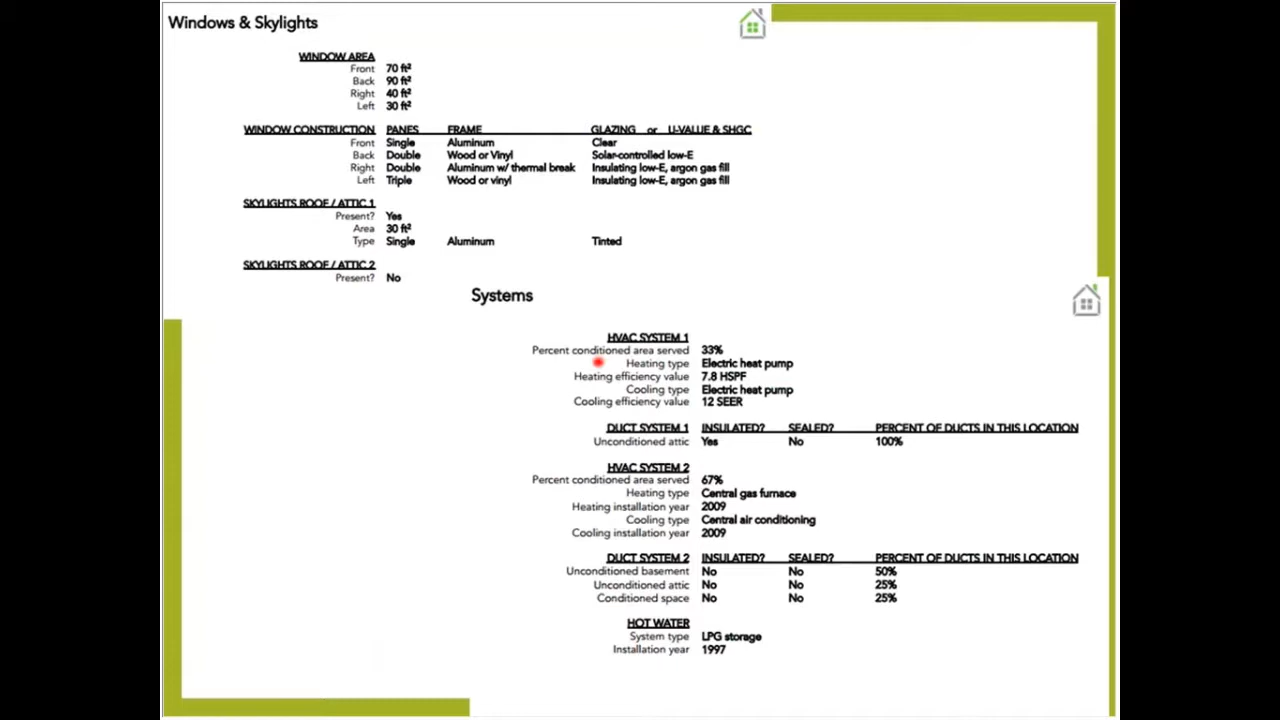 Windows & Skylights
WINDOW AREA
Front 70 ft²
Back 90 ft²
Right 40 ft²
Left 30 ft²
WINDOW CONSTRUCTION PANES FRAME GLAZING or U-VALUE & SHGC
Front Single Aluminum Clear
Back Double Wood or Vinyl Solar-controlled low-E
Right Double Aluminum w/ thermal break Insulating low-E, argon gas fill
Left Triple Wood or vinyl Insulating low-E, argon gas fill
SKYLIGHTS ROOF / ATTIC 1
Present? Yes
Area 30 ft²
Type Single Aluminum Tinted
SKYLIGHTS ROOF / ATTIC 2
Present? No
Systems
HVAC SYSTEM 1
Percent conditioned area served 33%
Heating type Electric heat pump
Heating efficiency value 7.8 HSPF
Cooling type Electric heat pump
Cooling efficiency value 12 SEER
DUCT SYSTEM 1 INSULATED? SEALED? PERCENT OF DUCTS IN THIS LOCATION
Unconditioned attic Yes No 100%
HVAC SYSTEM 2
Percent conditioned area served 67%
Heating type Central gas furnace
Heating installation year 2009
Cooling type Central air conditioning
Cooling installation year 2009
DUCT SYSTEM 2 INSULATED? SEALED? PERCENT OF DUCTS IN THIS LOCATION
Unconditioned basement No No 50%
Unconditioned attic No No 25%
Conditioned space No No 25%
HOT WATER
System type LPG storage
Installation year 1997